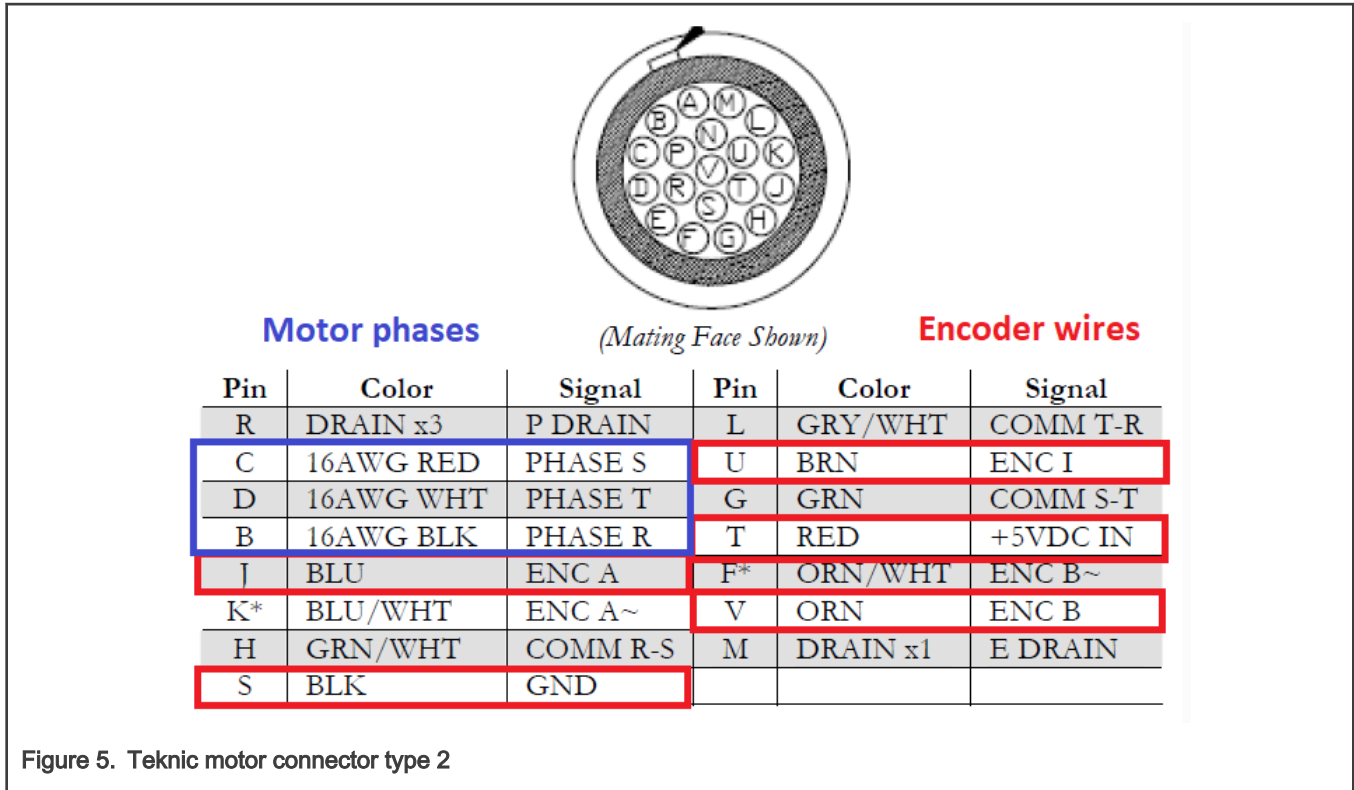 A M
B L
N
C P U K
V
D R T J
S
E H
F G
Motor phases (Mating Face Shown) Encoder wires
Pin Color Signal Pin Color Signal
R DRAIN x3 P DRAIN L GRY/WHT COMM T-R
C 16AWG RED PHASE S U BRN ENC I
D 16AWG WHT PHASE T G GRN COMM S-T
B 16AWG BLK PHASE R T RED +5VDC IN
J BLU ENC A F* ORN/WHT ENC B~
K* BLU/WHT ENC A~ V ORN ENC B
H GRN/WHT COMM R-S M DRAIN x1 E DRAIN
S BLK GND
Figure 5. Teknic motor connector type 2